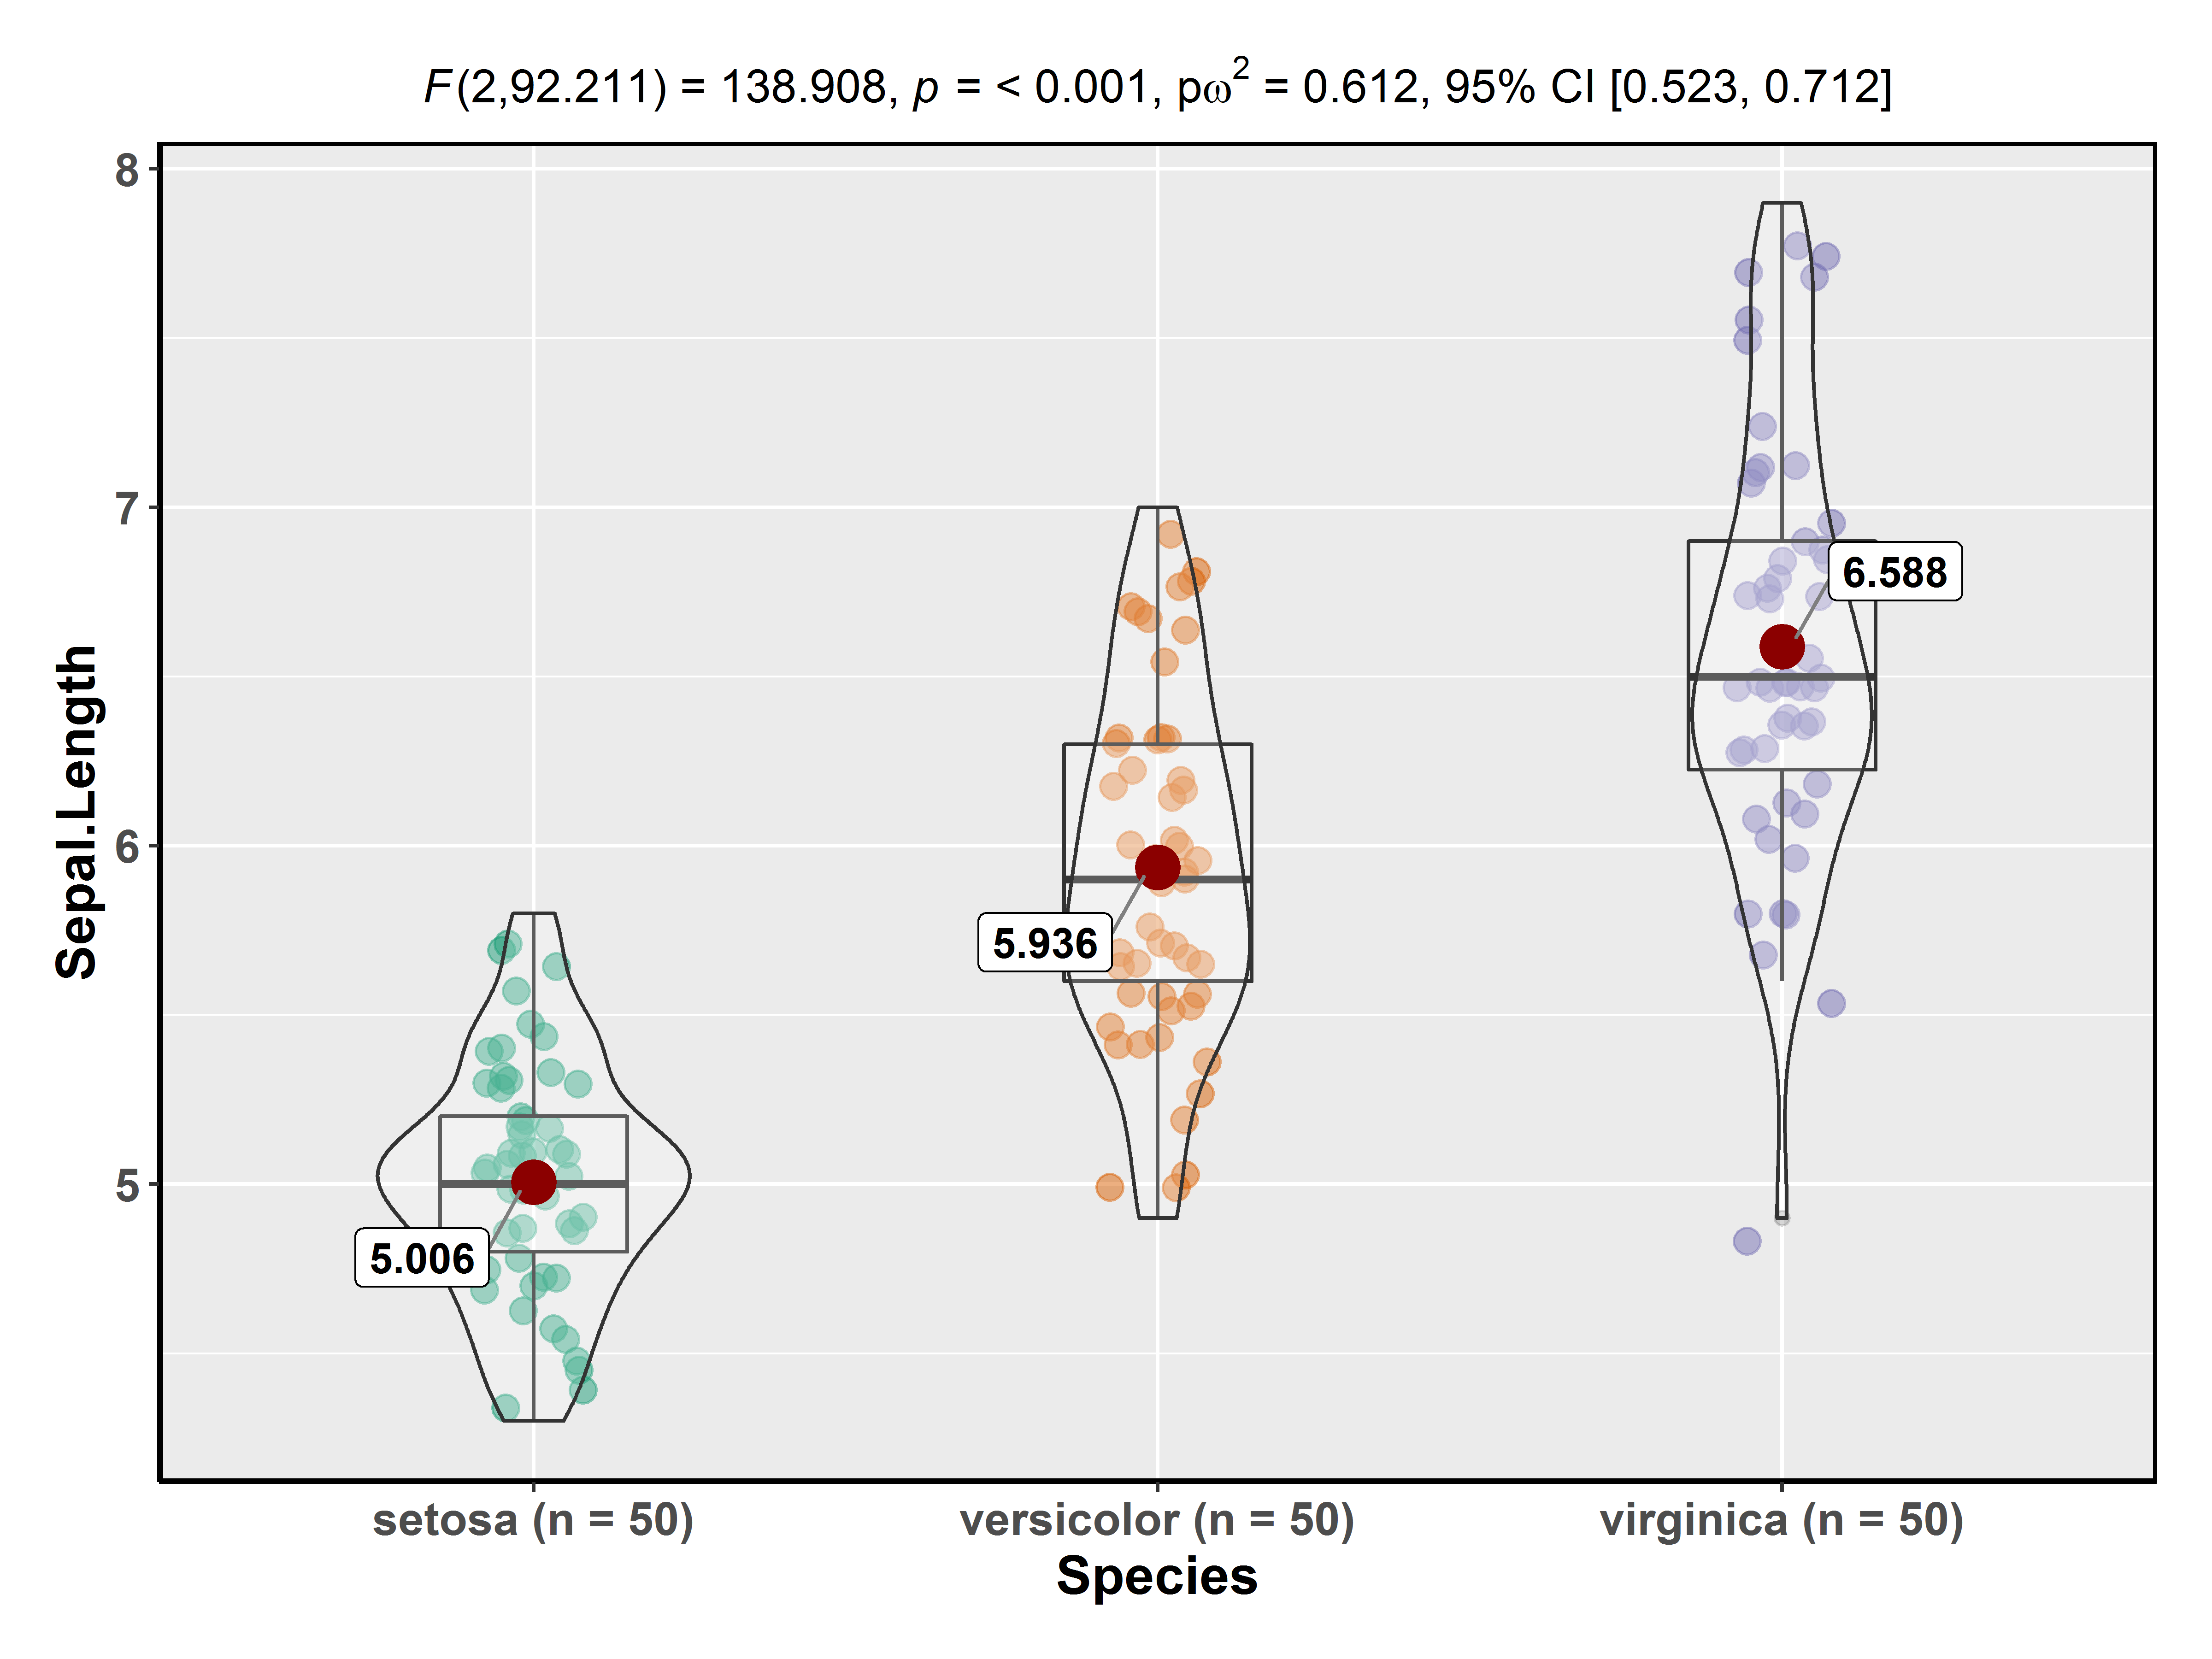 F(2,92.211) = 138.908, p = < 0.001, pω² = 0.612, 95% CI [0.523, 0.712]
Sepal.Length
8
7
6
5
6.588
5.936
5.006
setosa (n = 50) versicolor (n = 50) virginica (n = 50)
Species